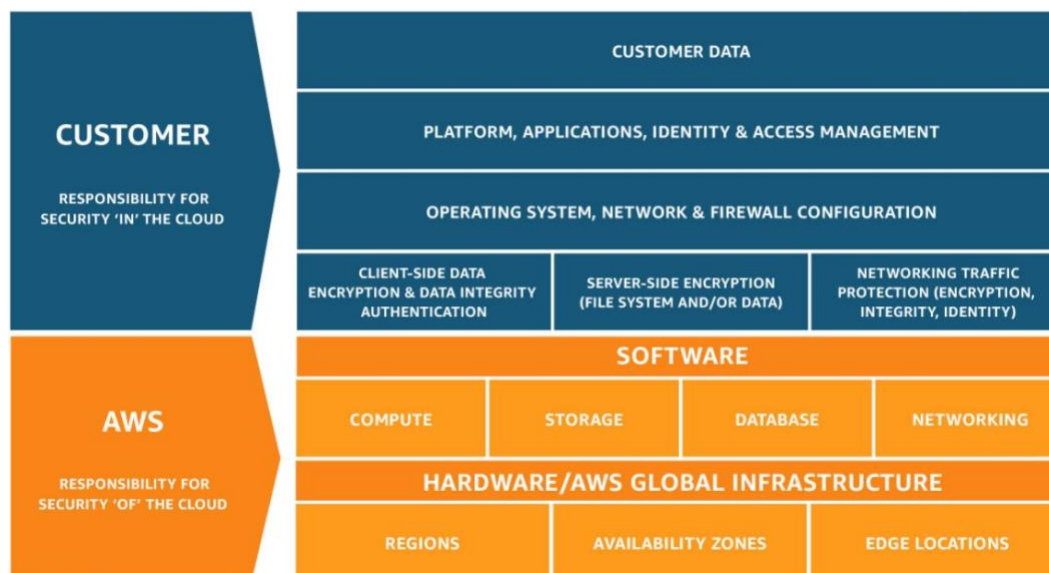 CUSTOMER
RESPONSIBILITY FOR
SECURITY ‘IN’ THE CLOUD
CUSTOMER DATA
PLATFORM, APPLICATIONS, IDENTITY & ACCESS MANAGEMENT
OPERATING SYSTEM, NETWORK & FIREWALL CONFIGURATION
CLIENT-SIDE DATA
ENCRYPTION & DATA INTEGRITY
AUTHENTICATION
SERVER-SIDE ENCRYPTION
(FILE SYSTEM AND/OR DATA)
NETWORKING TRAFFIC
PROTECTION (ENCRYPTION,
INTEGRITY, IDENTITY)
AWS
RESPONSIBILITY FOR
SECURITY ‘OF’ THE CLOUD
SOFTWARE
COMPUTE
STORAGE
DATABASE
NETWORKING
HARDWARE/AWS GLOBAL INFRASTRUCTURE
REGIONS
AVAILABILITY ZONES
EDGE LOCATIONS